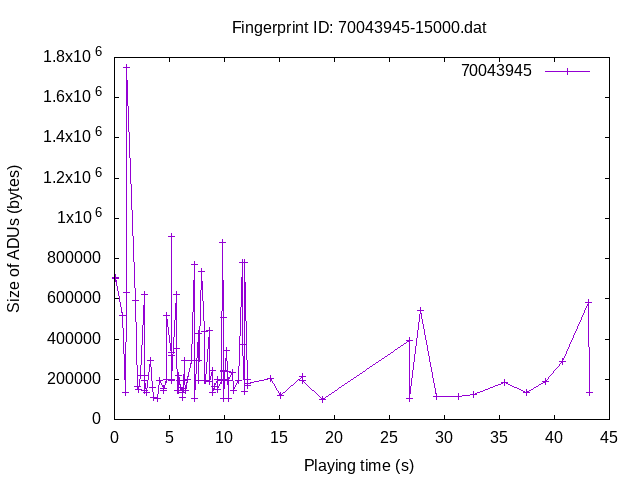 Fingerprint ID: 70043945-15000.dat
70043945
1.8x10^6
1.6x10^6
1.4x10^6
1.2x10^6
1x10^6
800000
600000
400000
200000
0
Size of ADUs (bytes)
0 5 10 15 20 25 30 35 40 45
Playing time (s)